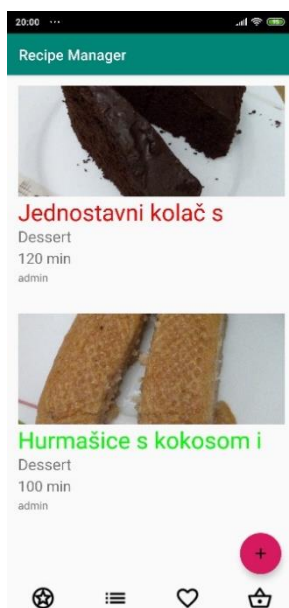 20:00 ...
Recipe Manager
Jednostavni kolač s
Dessert
120 min
admin
Hurmašice s kokosom i
Dessert
100 min
admin
+